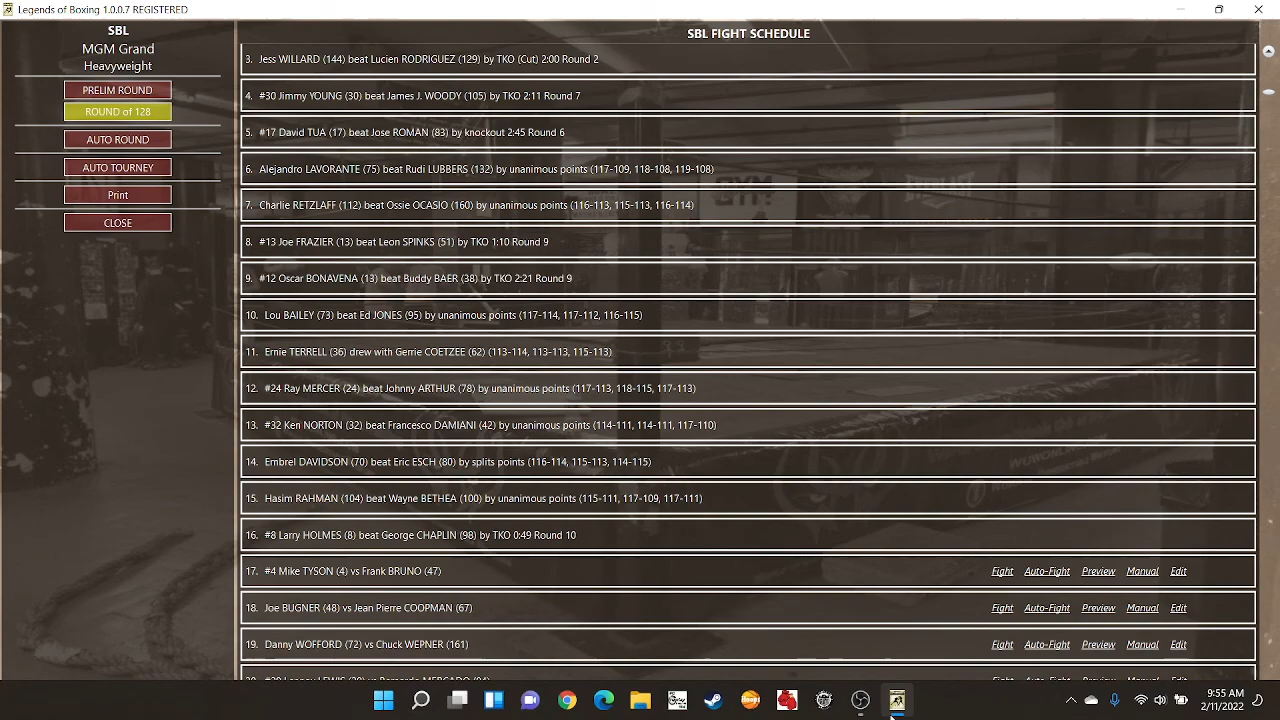 Legends of Boxing 1.0.0.7 REGISTERED
SBL
MGM Grand
Heavyweight
PRELIM ROUND
ROUND of 128
AUTO ROUND
AUTO TOURNEY
Print
CLOSE
SBL FIGHT SCHEDULE
3. Jess WILLARD (144) beat Lucien RODRIGUEZ (129) by TKO (Cut) 2:00 Round 2
4. #30 Jimmy YOUNG (30) beat James J. WOODY (105) by TKO 2:11 Round 7
5. #17 David TUA (17) beat Jose ROMAN (83) by knockout 2:45 Round 6
6. Alejandro LAVORANTE (75) beat Rudi LUBBERS (132) by unanimous points (117-109, 118-108, 119-108)
7. Charlie RETZLAFF (112) beat Ossie OCASIO (160) by unanimous points (116-113, 115-113, 116-114)
8. #13 Joe FRAZIER (13) beat Leon SPINKS (51) by TKO 1:10 Round 9
9. #12 Oscar BONAVENA (13) beat Buddy BAER (38) by TKO 2:21 Round 9
10. Lou BAILEY (73) beat Ed JONES (95) by unanimous points (117-114, 117-112, 116-115)
11. Ernie TERRELL (36) drew with Gerrie COETZEE (62) (113-114, 113-113, 115-113)
12. #24 Ray MERCER (24) beat Johnny ARTHUR (78) by unanimous points (117-113, 118-115, 117-113)
13. #32 Ken NORTON (32) beat Francesco DAMIANI (42) by unanimous points (114-111, 114-111, 117-110)
14. Embrel DAVIDSON (70) beat Eric ESCH (80) by splits points (116-114, 115-113, 114-115)
15. Hasim RAHMAN (104) beat Wayne BETHEA (100) by unanimous points (115-111, 117-109, 117-111)
16. #8 Larry HOLMES (8) beat George CHAPLIN (98) by TKO 0:49 Round 10
17. #4 Mike TYSON (4) vs Frank BRUNO (47) Fight Auto-Fight Preview Manual Edit
18. Joe BUGNER (48) vs Jean Pierre COOPMAN (67) Fight Auto-Fight Preview Manual Edit
19. Danny WOFFORD (72) vs Chuck WEPNER (161) Fight Auto-Fight Preview Manual Edit
9:55 AM
2/11/2022